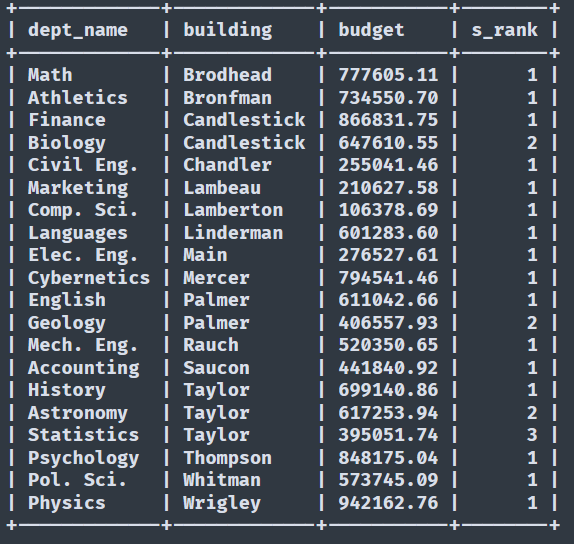 +-------------+-------------+-----------+--------+
| dept_name   | building    | budget    | s_rank |
+-------------+-------------+-----------+--------+
| Math        | Brodhead    | 777605.11 |      1 |
| Athletics   | Bronfman    | 734550.70 |      1 |
| Finance     | Candlestick | 866831.75 |      1 |
| Biology     | Candlestick | 647610.55 |      2 |
| Civil Eng.  | Chandler    | 255041.46 |      1 |
| Marketing   | Lambeau     | 210627.58 |      1 |
| Comp. Sci.  | Lamberton   | 106378.69 |      1 |
| Languages   | Linderman   | 601283.60 |      1 |
| Elec. Eng.  | Main        | 276527.61 |      1 |
| Cybernetics | Mercer      | 794541.46 |      1 |
| English     | Palmer      | 611042.66 |      1 |
| Geology     | Palmer      | 406557.93 |      2 |
| Mech. Eng.  | Rauch       | 520350.65 |      1 |
| Accounting  | Saucon      | 441840.92 |      1 |
| History     | Taylor      | 699140.86 |      1 |
| Astronomy   | Taylor      | 617253.94 |      2 |
| Statistics  | Taylor      | 395051.74 |      3 |
| Psychology  | Thompson    | 848175.04 |      1 |
| Pol. Sci.   | Whitman     | 573745.09 |      1 |
| Physics     | Wrigley     | 942162.76 |      1 |
+-------------+-------------+-----------+--------+